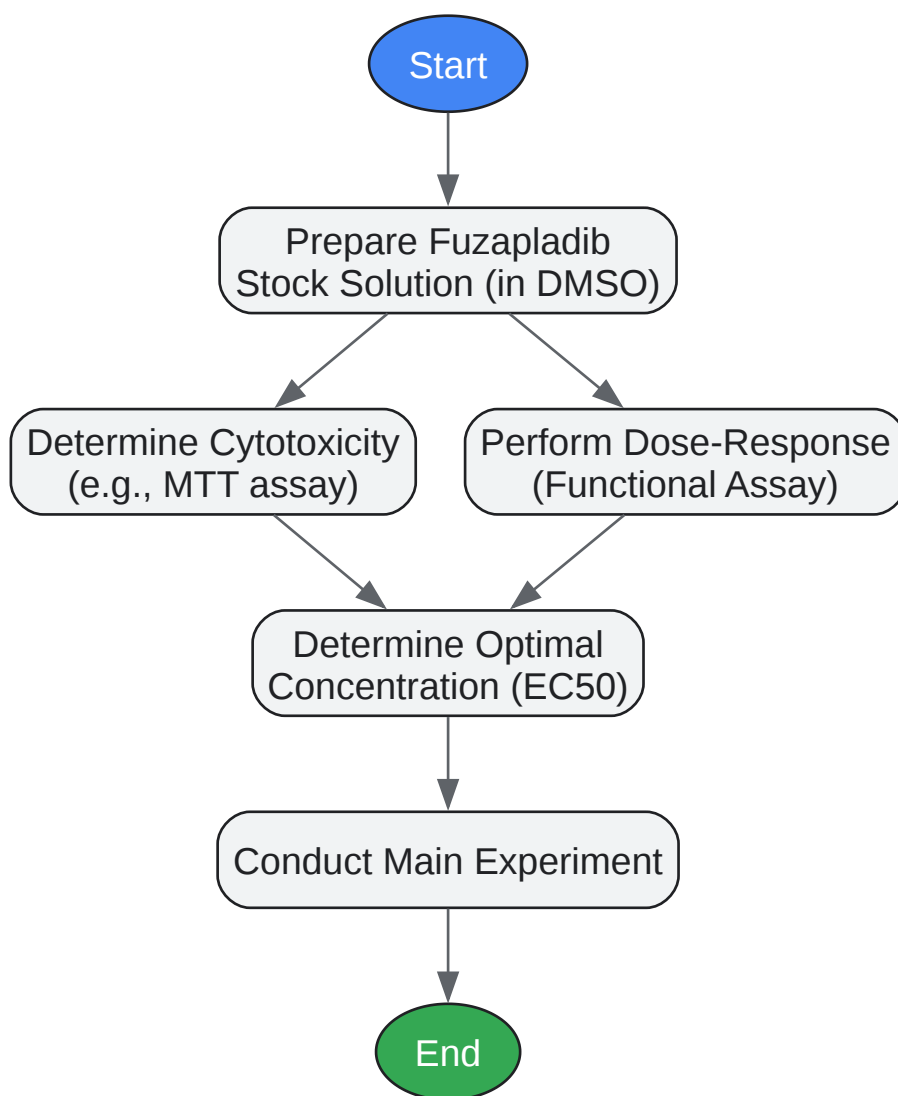 Start
Prepare Fuzapladib
Stock Solution (in DMSO)
Determine Cytotoxicity
(e.g., MTT assay)
Perform Dose-Response
(Functional Assay)
Determine Optimal
Concentration (EC50)
Conduct Main Experiment
End